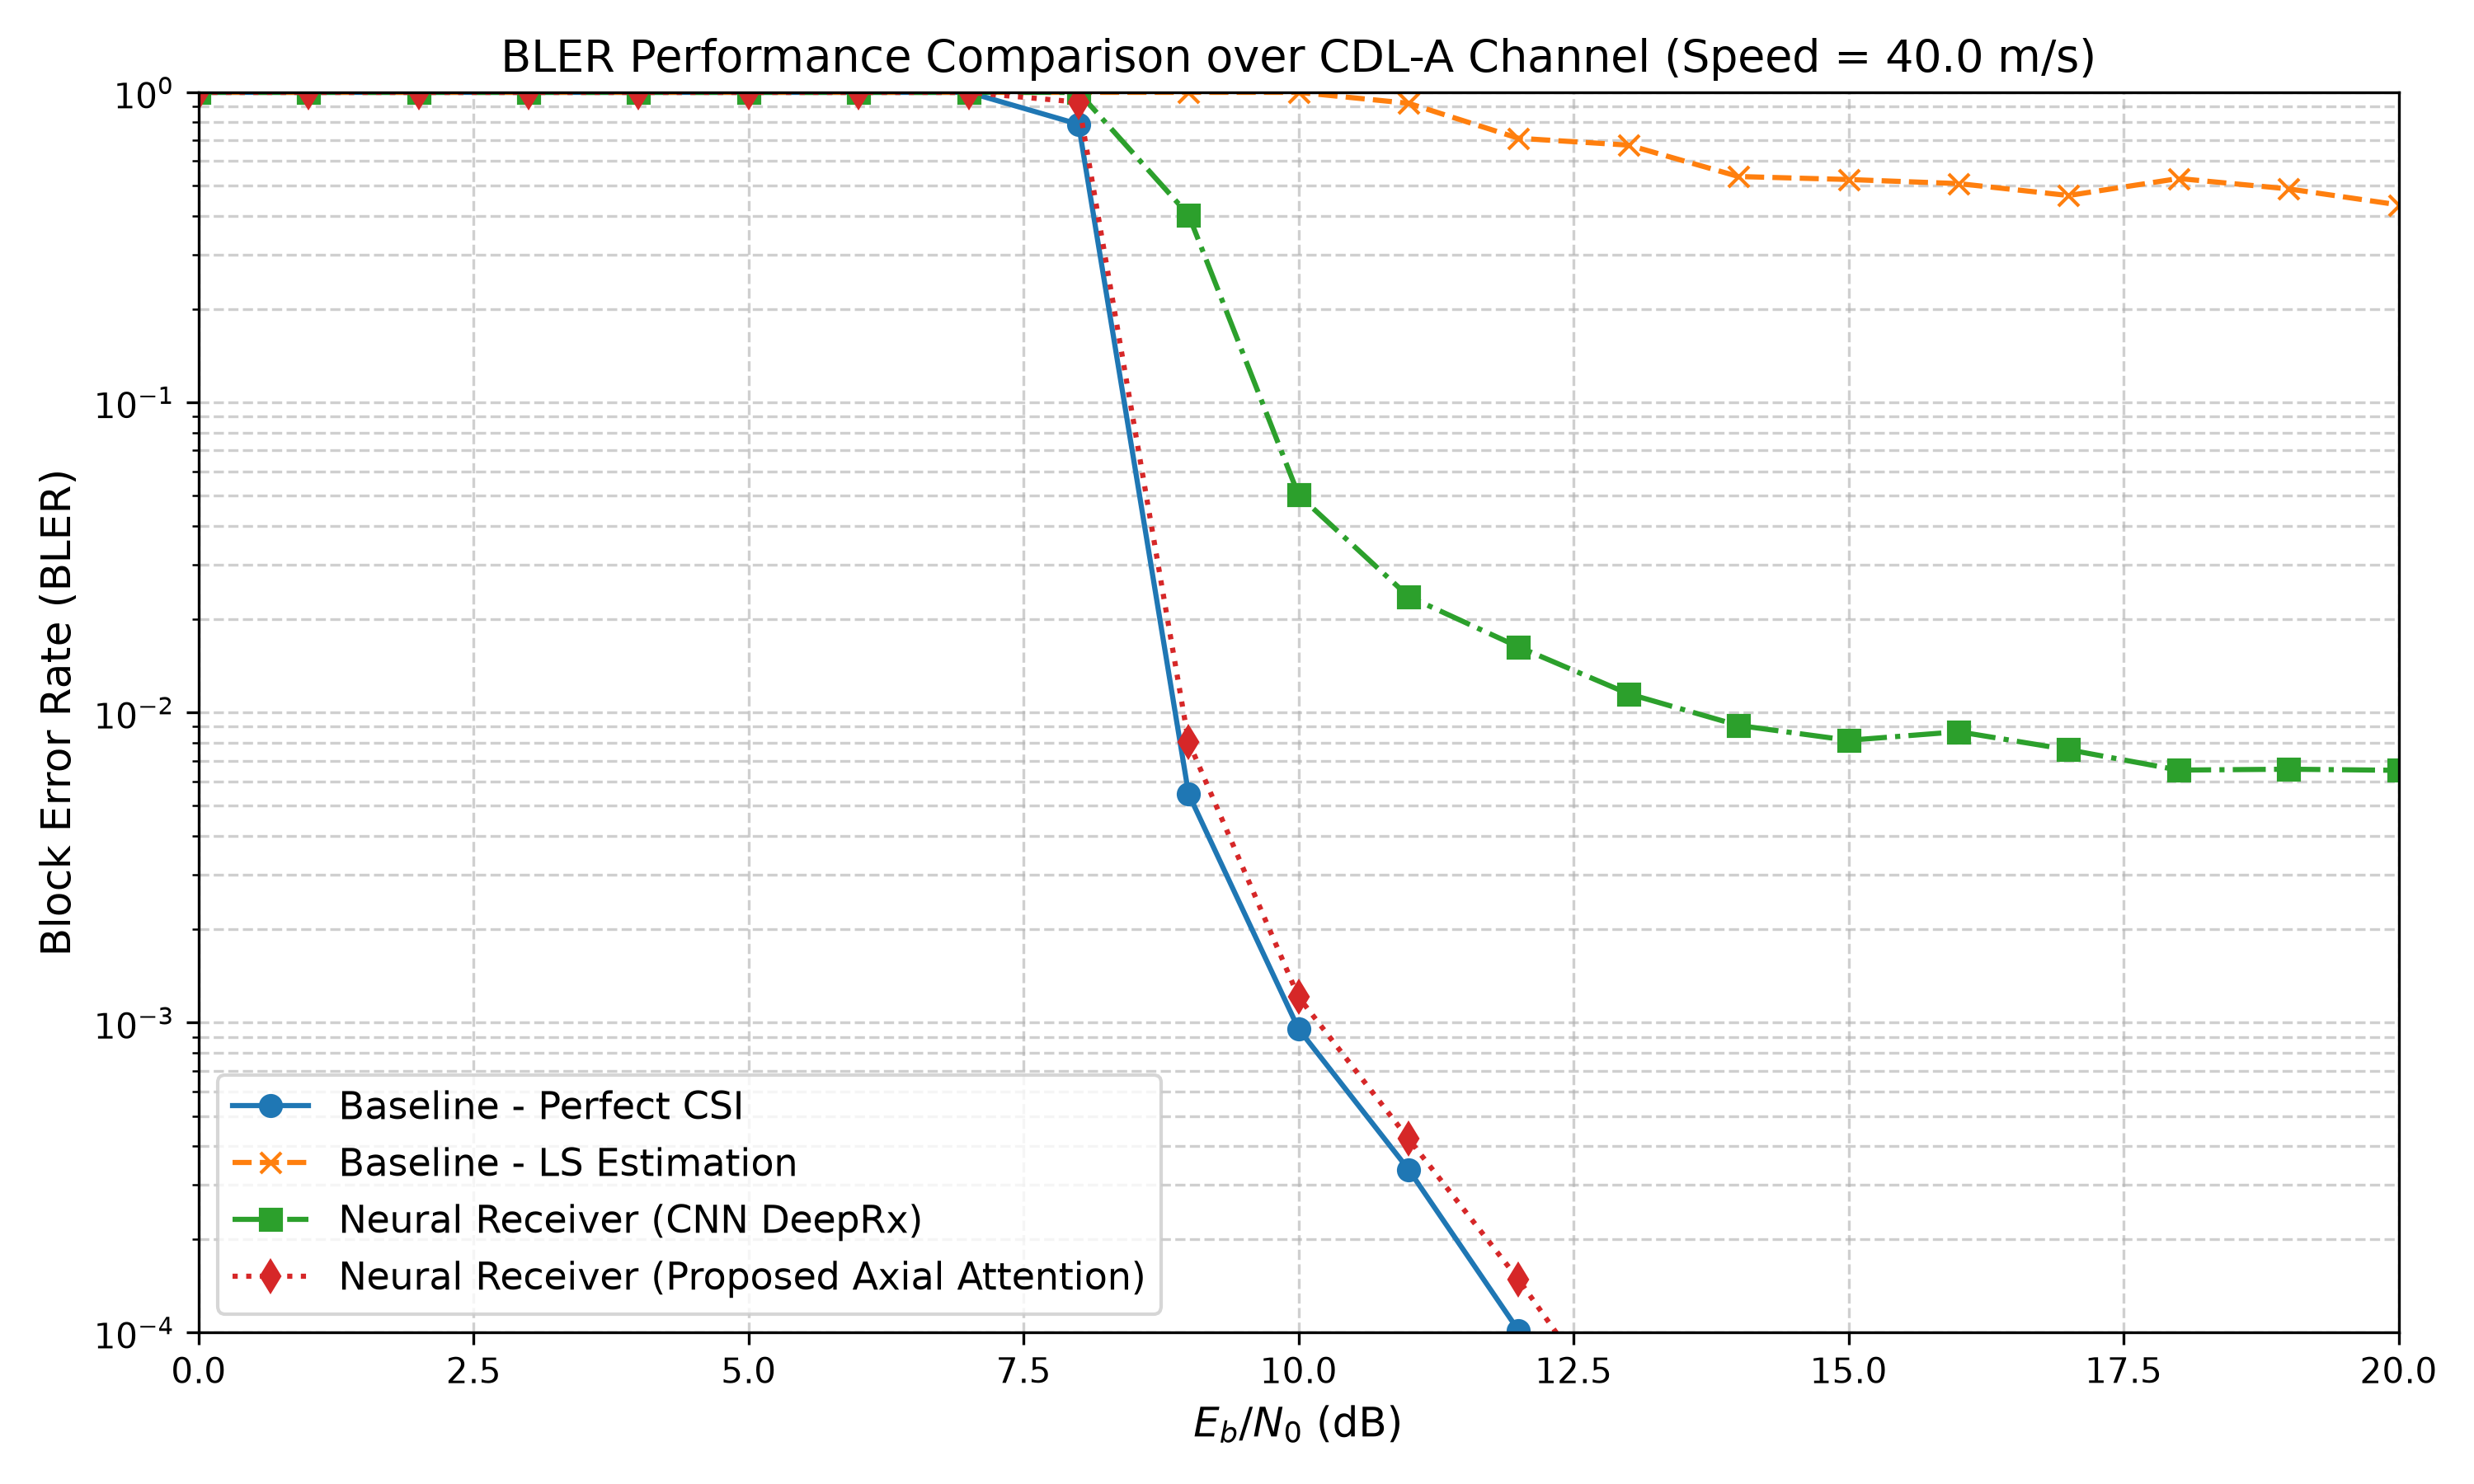 BLER Performance Comparison over CDL-A Channel (Speed = 40.0 m/s)
Block Error Rate (BLER)
10⁰
10⁻¹
10⁻²
10⁻³
10⁻⁴
Baseline - Perfect CSI
Baseline - LS Estimation
Neural Receiver (CNN DeepRx)
Neural Receiver (Proposed Axial Attention)
0.0 2.5 5.0 7.5 10.0 12.5 15.0 17.5 20.0
E_b/N_0 (dB)